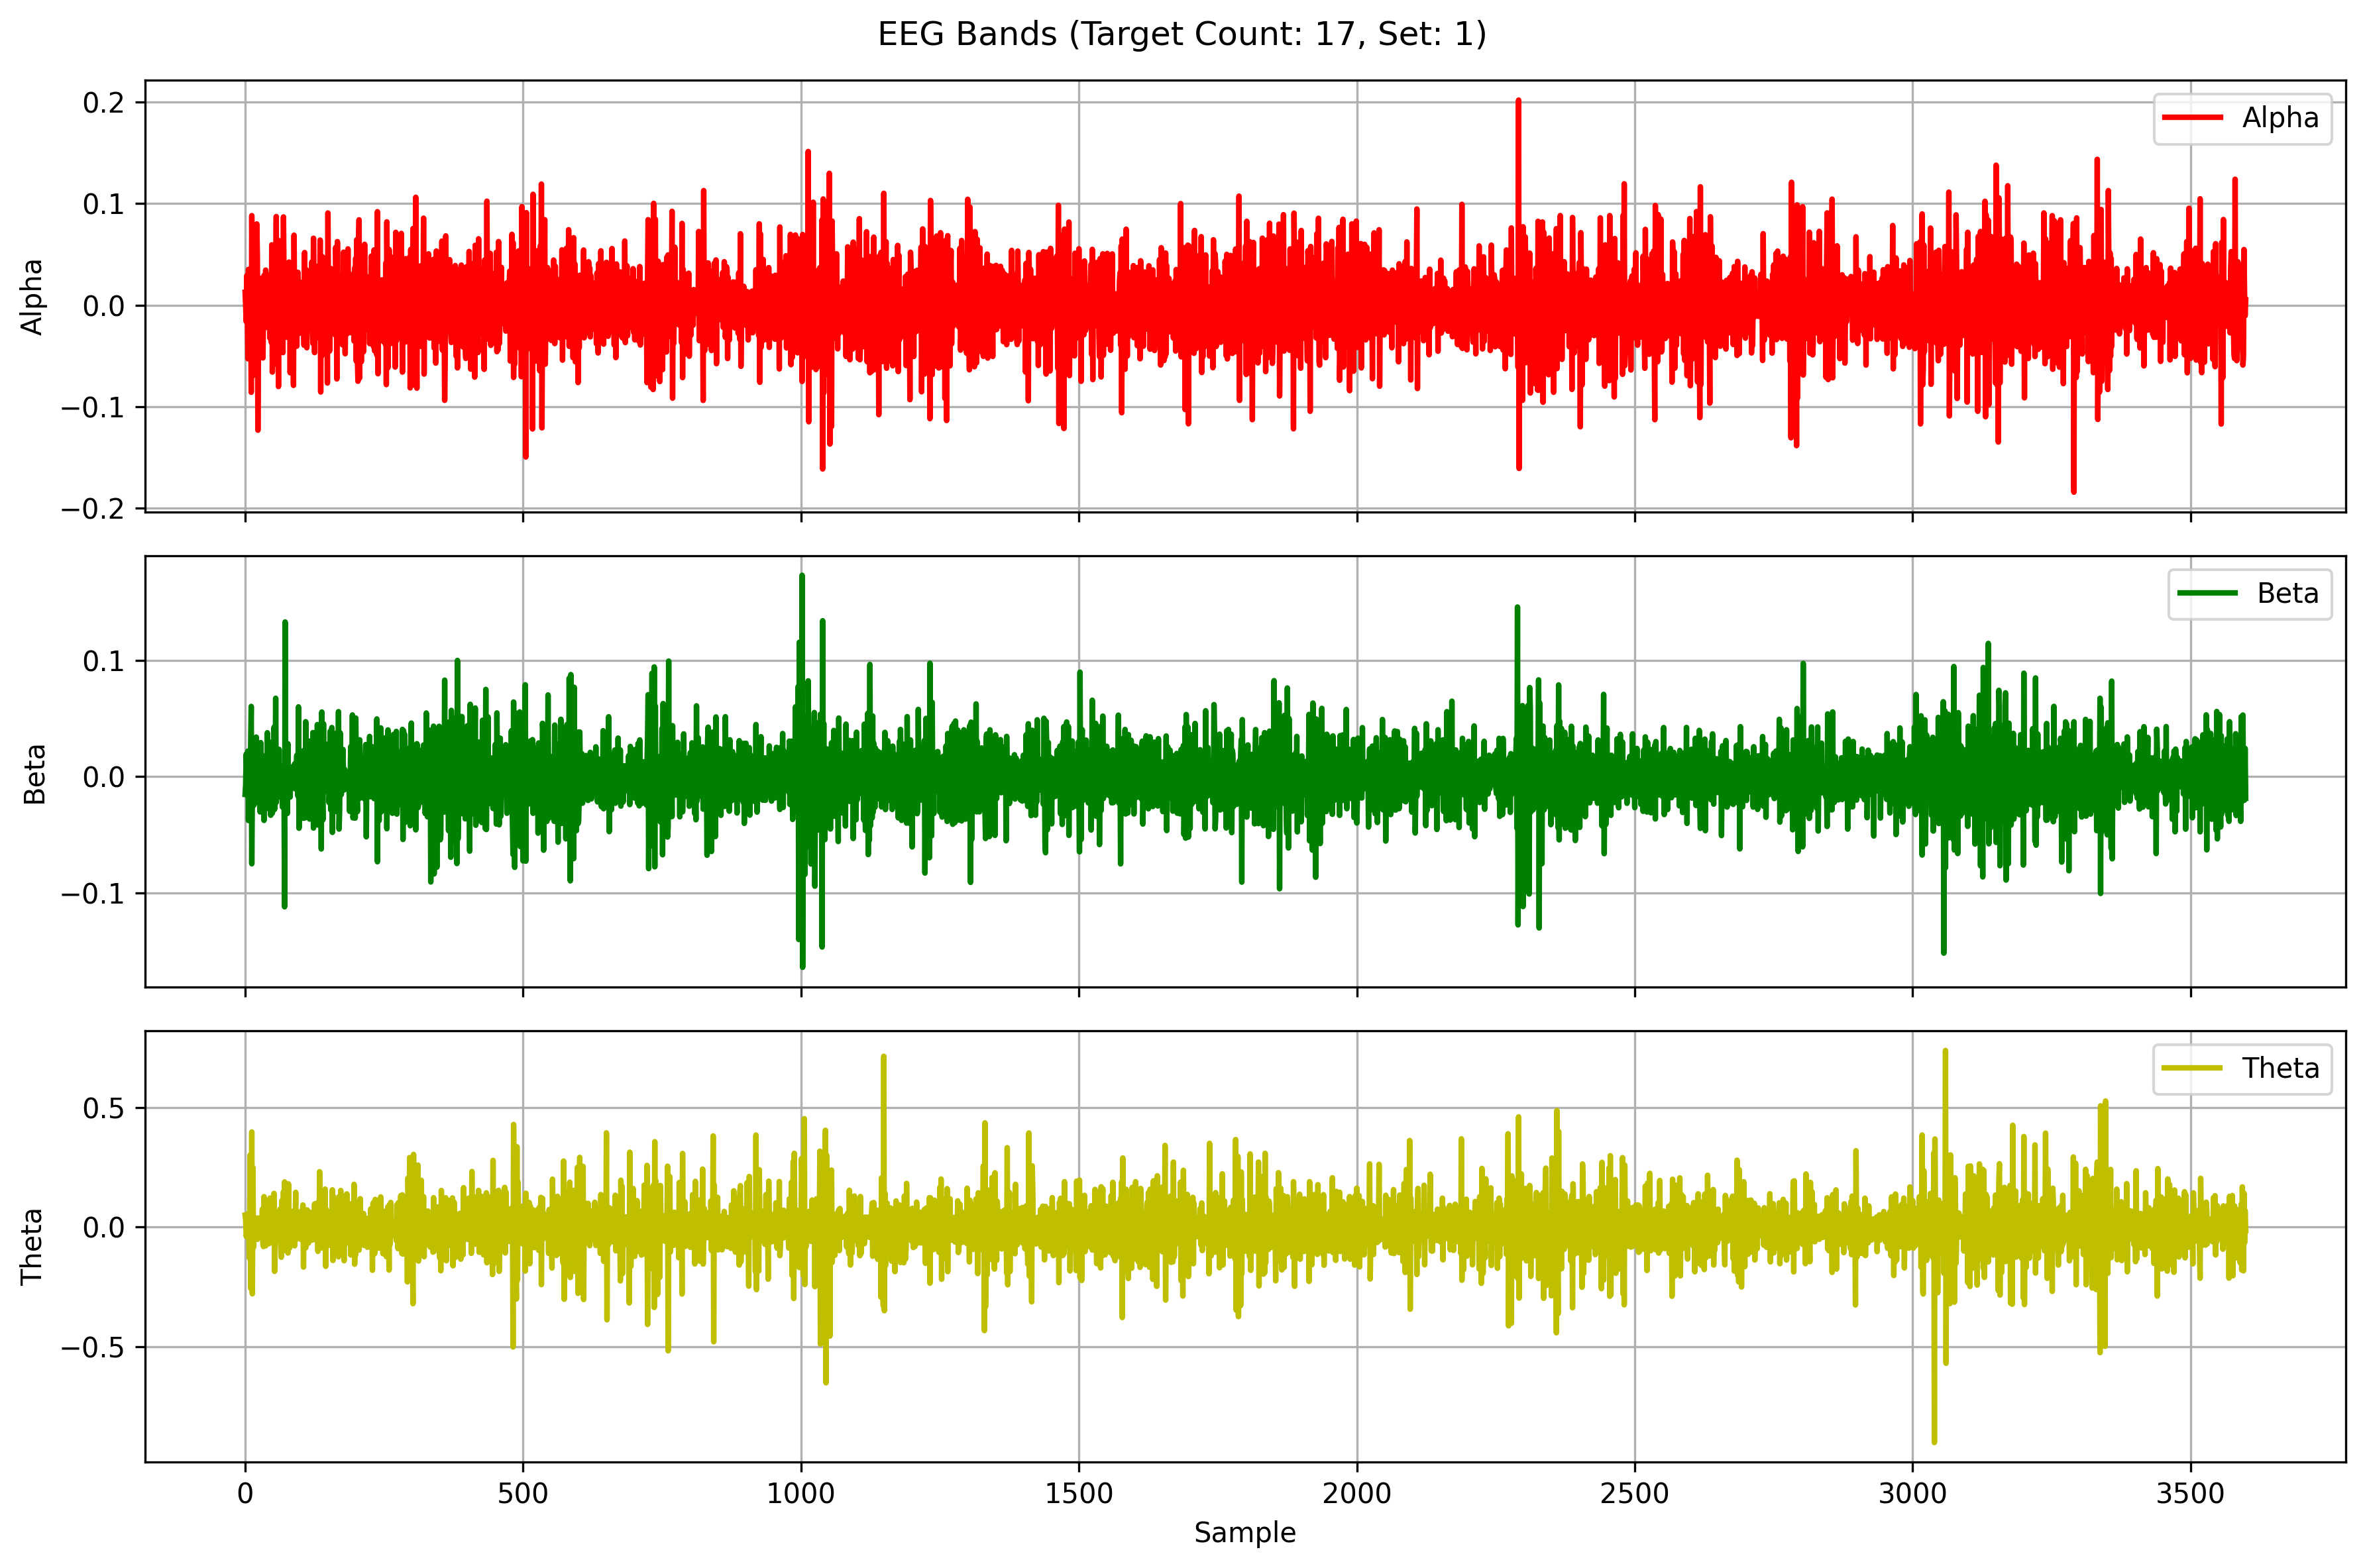 EEG Bands (Target Count: 17, Set: 1)
0.2
0.1
0.0
−0.1
−0.2
Alpha
Alpha
0.1
0.0
−0.1
Beta
Beta
0.5
0.0
−0.5
Theta
Theta
0 500 1000 1500 2000 2500 3000 3500
Sample